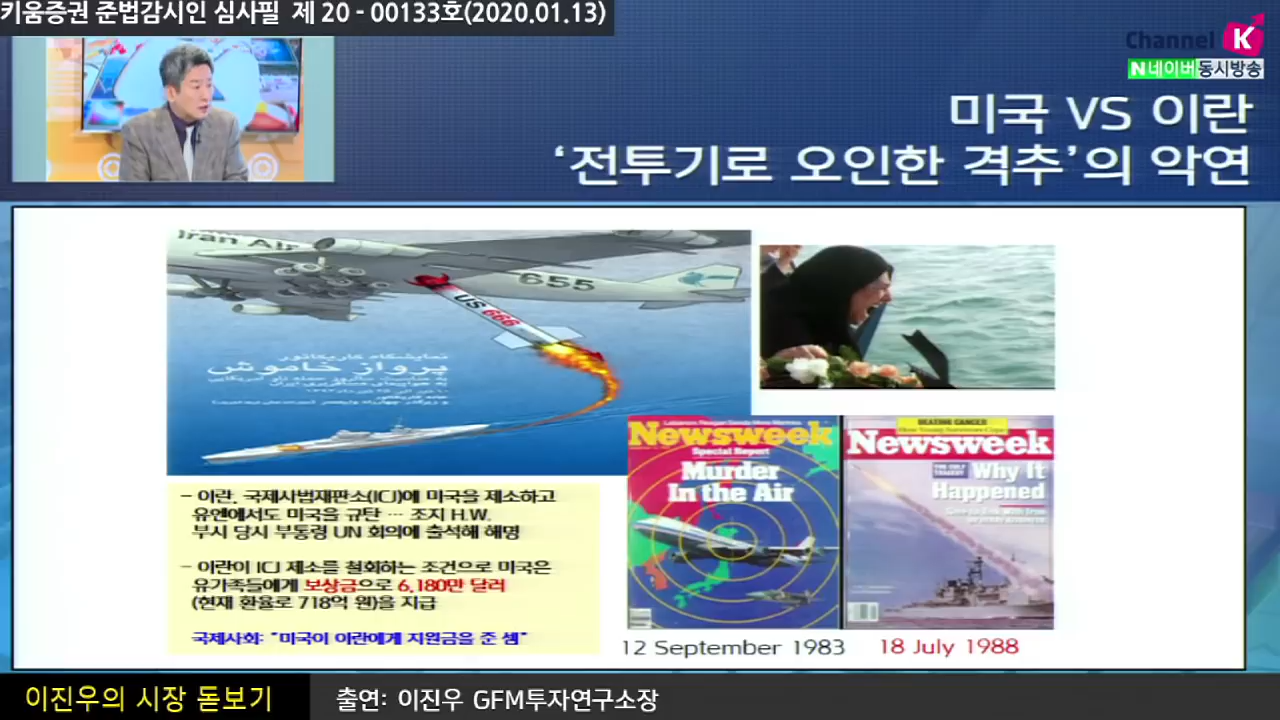 키움증권 준법감시인 심사필 제 20 - 00133호(2020.01.13)
Channel K
N네이버 동시방송
미국 VS 이란
‘전투기로 오인한 격추’의 악연
Iran Air
655
US 666
نمایشگاه کاریکاتور
پرواز خاموش
- 이란, 국제사법재판소(ICJ)에 미국을 제소하고
유엔에서도 미국을 규탄 … 조지 H.W.
부시 당시 부통령 UN 회의에 출석해 해명
- 이란이 ICJ 제소를 철회하는 조건으로 미국은
유가족들에게 보상금으로 6,180만 달러
(현재 환율로 718억 원)을 지급
국제사회: "미국이 이란에게 지원금을 준 셈"
Newsweek
Special Report
Murder
In the Air
12 September 1983
Newsweek
Why It
Happened
18 July 1988
이진우의 시장 돋보기
출연: 이진우 GFM투자연구소장